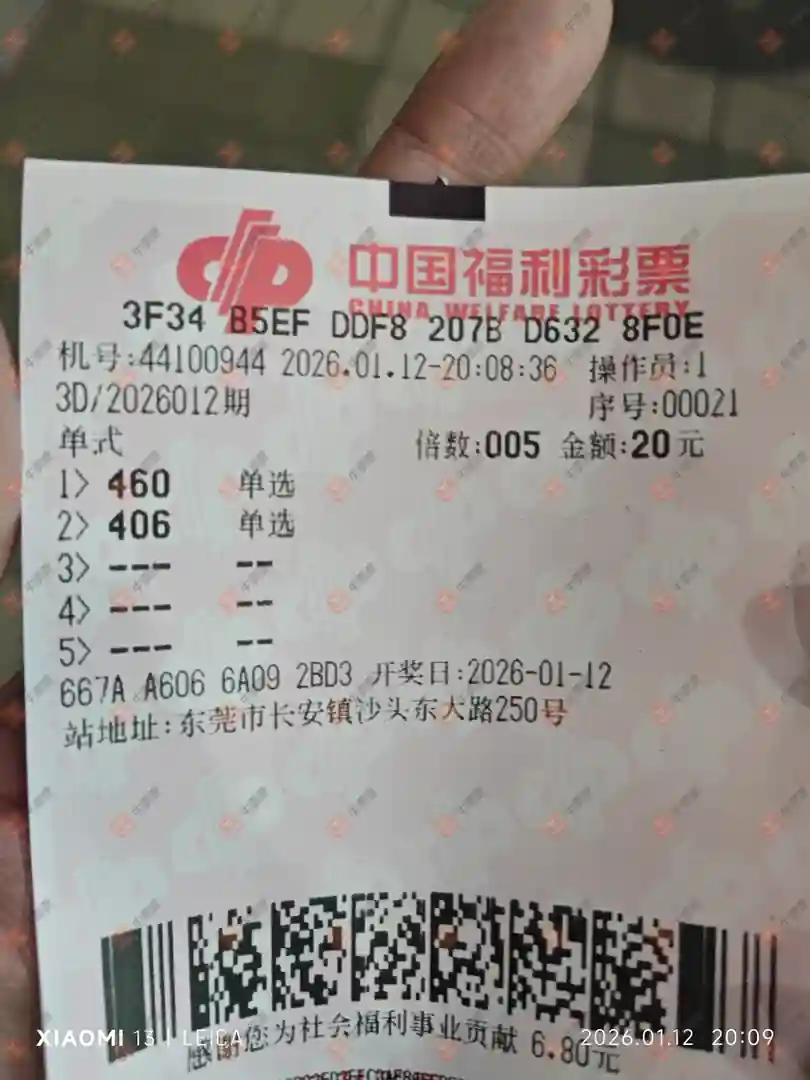 中国福利彩票
CHINA WELFARE LOTTERY
3F34 B5EF DDF8 207B D632 8F0E
机号:44100944 2026.01.12-20:08:36 操作员:1
3D/2026012期 序号:00021
单式 倍数:005 金额:20元
1> 460 单选
2> 406 单选
3> --- --
4> --- --
5> --- --
667A A606 6A09 2BD3 开奖日:2026-01-12
站地址:东莞市长安镇沙头东大路250号
感谢您为社会福利事业贡献 6.80元
XIAOMI 13 | LEICA 2026.01.12 20:09